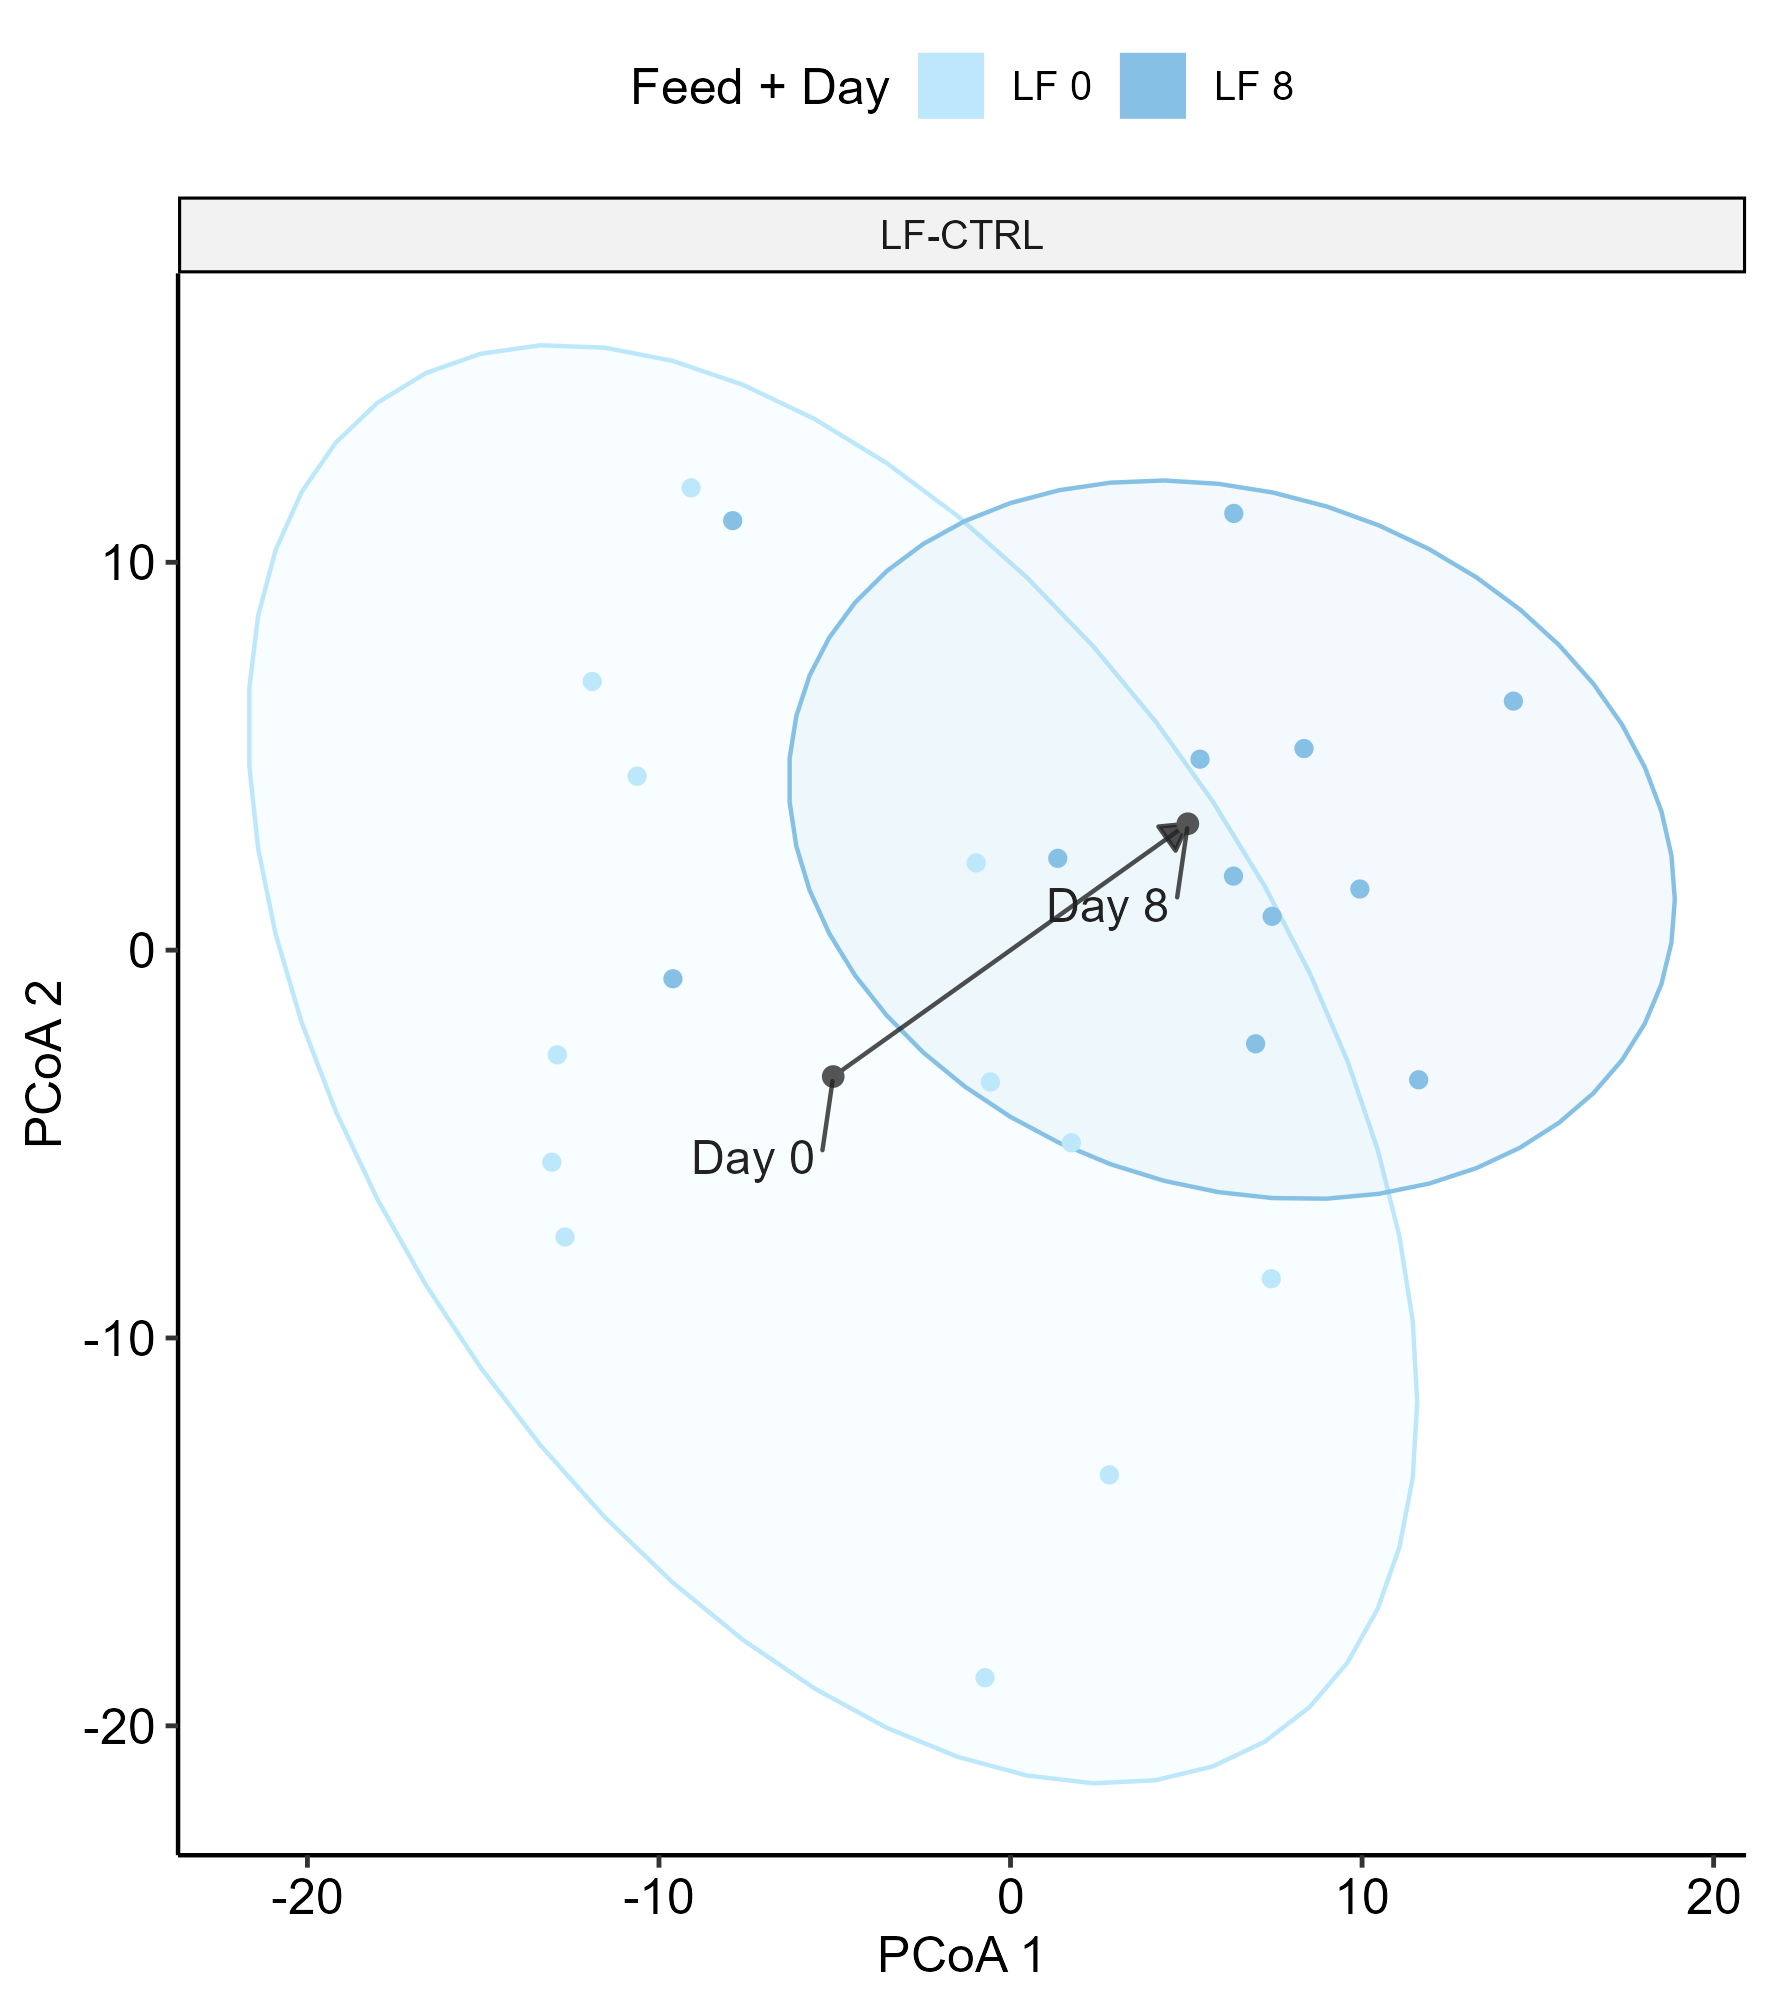 Feed + Day LF 0 LF 8
LF-CTRL
10
0
-10
-20
PCoA 2
Day 8
Day 0
-20 -10 0 10 20
PCoA 1